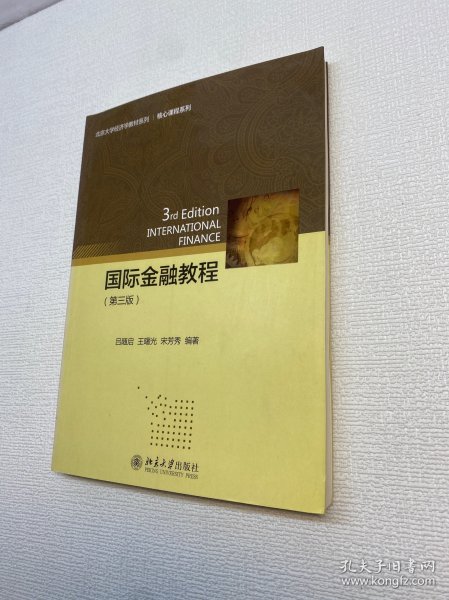 北京大学经济学教材系列 | 核心课程系列
3rd Edition
INTERNATIONAL
FINANCE
国际金融教程
(第三版)
吕随启 王曙光 宋芳秀 编著
北京大学出版社
PEKING UNIVERSITY PRESS
孔夫子旧书网
www.kongfz.com